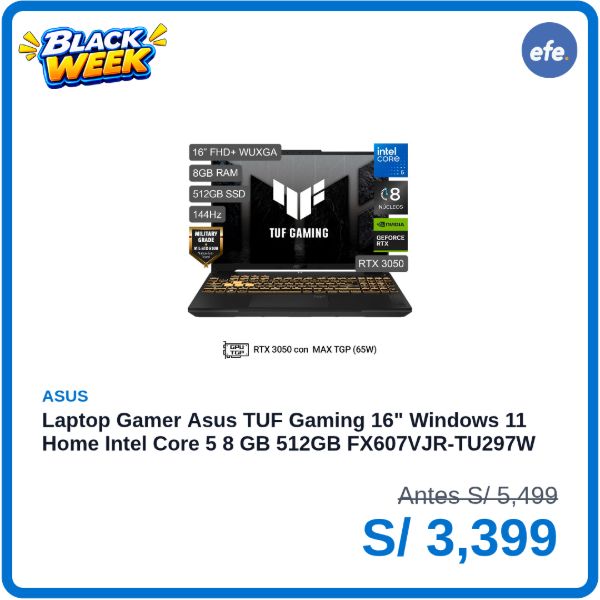 BLACK
WEEK
efe.
16" FHD+ WUXGA
8GB RAM
512GB SSD
144Hz
MILITARY
GRADE
intel
CORE
5
8
NÚCLEOS
NVIDIA
GEFORCE
RTX
RTX 3050
TUF GAMING
GPU
TGP
RTX 3050 con MAX TGP (65W)
ASUS
Laptop Gamer Asus TUF Gaming 16" Windows 11
Home Intel Core 5 8 GB 512GB FX607VJR-TU297W
Antes S/ 5,499
S/ 3,399